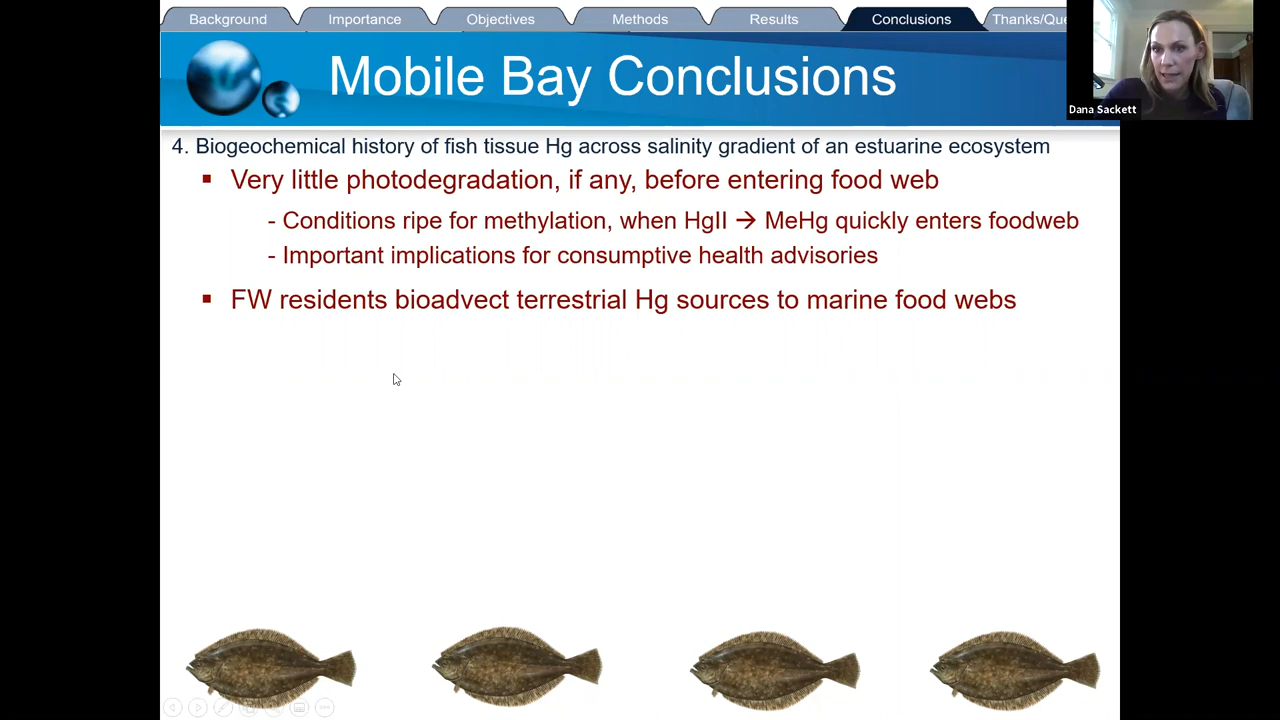 Background
Importance
Objectives
Methods
Results
Conclusions
Thanks/Que
Mobile Bay Conclusions
Dana Sackett
4. Biogeochemical history of fish tissue Hg across salinity gradient of an estuarine ecosystem
▪ Very little photodegradation, if any, before entering food web
- Conditions ripe for methylation, when HgII → MeHg quickly enters foodweb
- Important implications for consumptive health advisories
▪ FW residents bioadvect terrestrial Hg sources to marine food webs